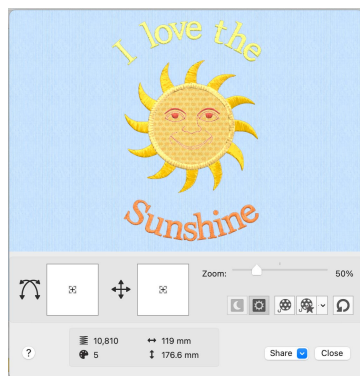 I love the
Sunshine
Zoom:
50%
10,810
119 mm
5
176.6 mm
?
Share
Close